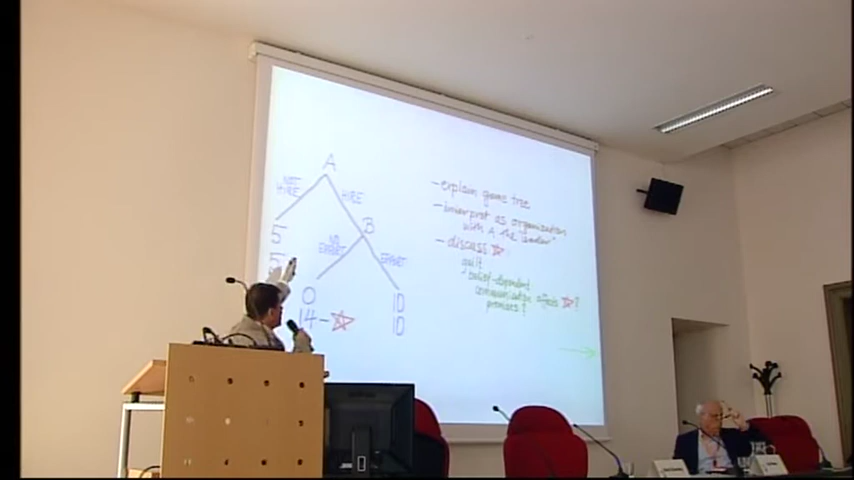 A
NOT
HIRE
HIRE
5
5
B
NO
EFFORT
EFFORT
0
14 -
10
10
- explain game tree
- interpret as organization
with A the "leader"
- discuss
guilt
belief-dependent
communication affects ?
promises?